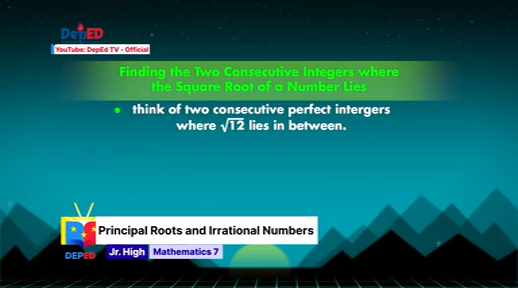 DepED
YouTube: DepEd TV - Official
Finding the Two Consecutive Integers where
the Square Root of a Number Lies
• think of two consecutive perfect intergers
where √12 lies in between.
Principal Roots and Irrational Numbers
DEPED
Jr. High Mathematics 7